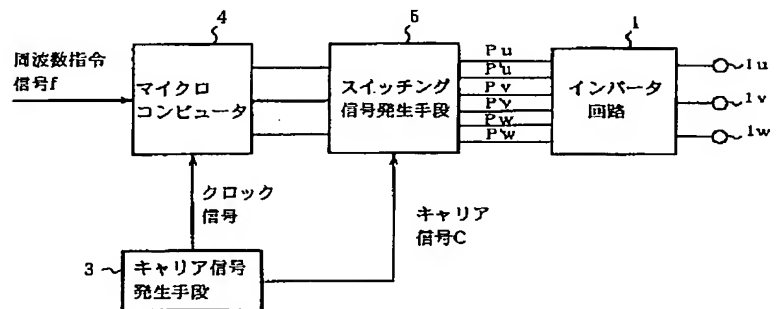 4
5
1
周波数指令
信号f
マイクロ
コンピュータ
スイッチング
信号発生手段
Pu
P'u
Pv
P'v
Pw
P'w
インバータ
回路
1u
1v
1w
クロック
信号
キャリア
信号C
3
キャリア信号
発生手段